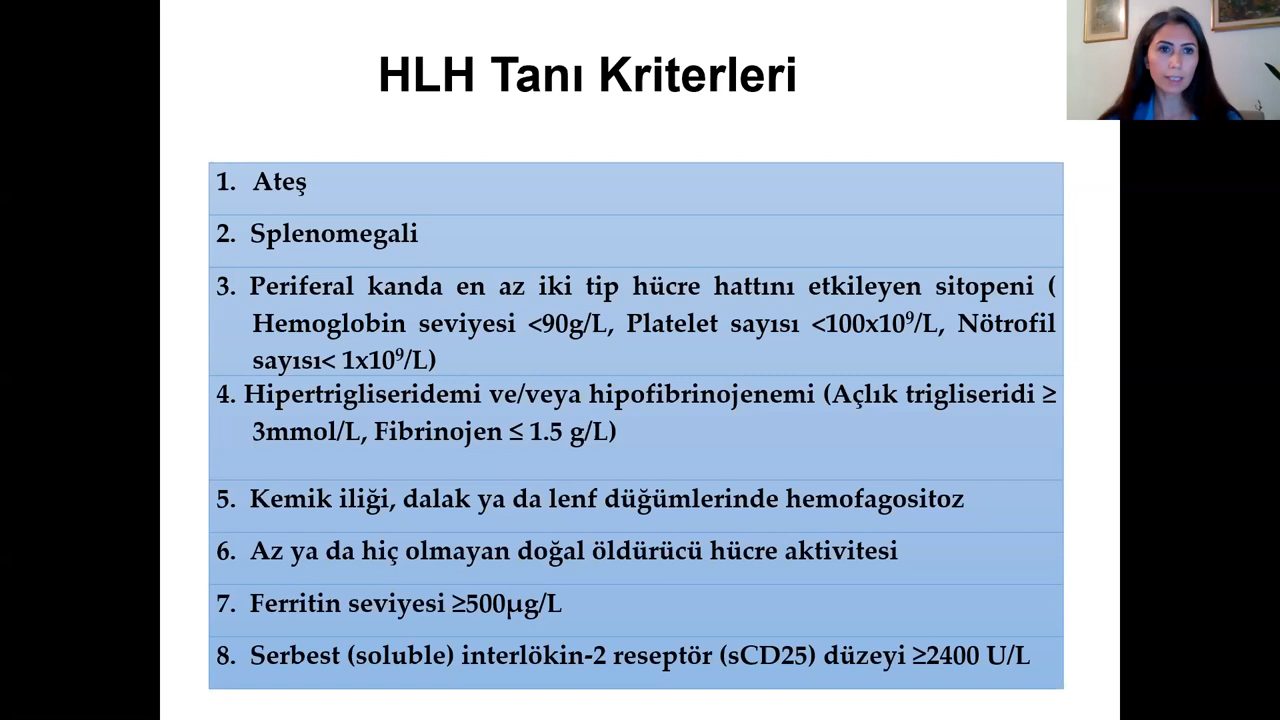 HLH Tanı Kriterleri
1. Ateş
2. Splenomegali
3. Periferal kanda en az iki tip hücre hattını etkileyen sitopeni (
Hemoglobin seviyesi <90g/L, Platelet sayısı <100x10⁹/L, Nötrofil
sayısı< 1x10⁹/L)
4. Hipertrigliseridemi ve/veya hipofibrinojenemi (Açlık trigliseridi ≥
3mmol/L, Fibrinojen ≤ 1.5 g/L)
5. Kemik iliği, dalak ya da lenf düğümlerinde hemofagositoz
6. Az ya da hiç olmayan doğal öldürücü hücre aktivitesi
7. Ferritin seviyesi ≥500µg/L
8. Serbest (soluble) interlökin-2 reseptör (sCD25) düzeyi ≥2400 U/L